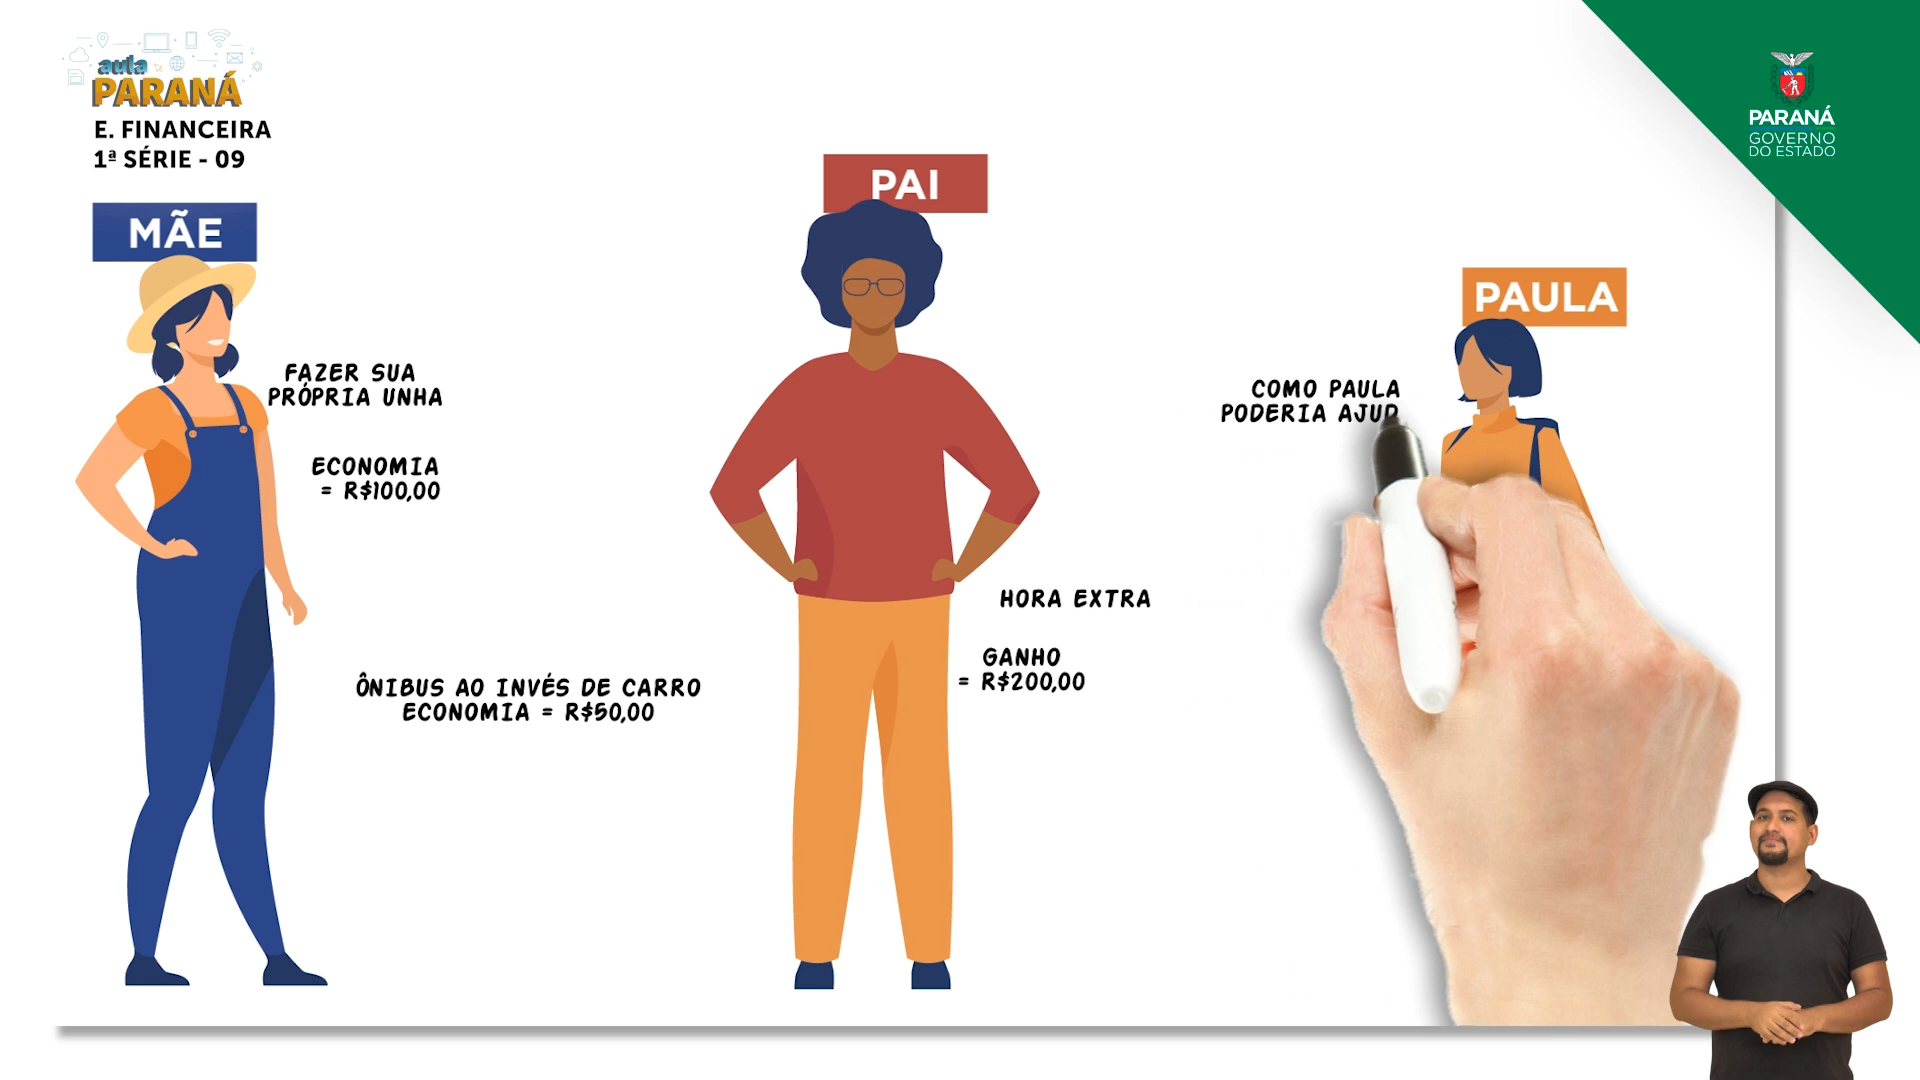 aula
PARANÁ
E. FINANCEIRA
1ª SÉRIE - 09
PARANÁ
GOVERNO
DO ESTADO
MÃE
PAI
PAULA
FAZER SUA
PRÓPRIA UNHA
ECONOMIA
= R$100,00
ÔNIBUS AO INVÉS DE CARRO
ECONOMIA = R$50,00
HORA EXTRA
GANHO
= R$200,00
COMO PAULA
PODERIA AJUD